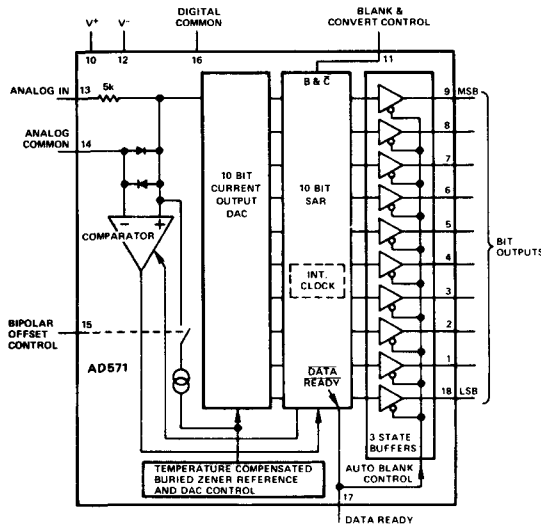 V+
V−
DIGITAL
COMMON
BLANK &
CONVERT CONTROL
10
12
16
11
ANALOG IN
13
5k
ANALOG
COMMON
14
−
+
COMPARATOR
BIPOLAR
OFFSET
CONTROL
15
AD571
10 BIT
CURRENT
OUTPUT
DAC
B & C̅
10 BIT
SAR
INT.
CLOCK
DATA
READY
9
MSB
8
7
6
5
4
3
2
1
18
LSB
BIT
OUTPUTS
3 STATE
BUFFERS
AUTO BLANK
CONTROL
TEMPERATURE COMPENSATED
BURIED ZENER REFERENCE
AND DAC CONTROL
17
DATA READY